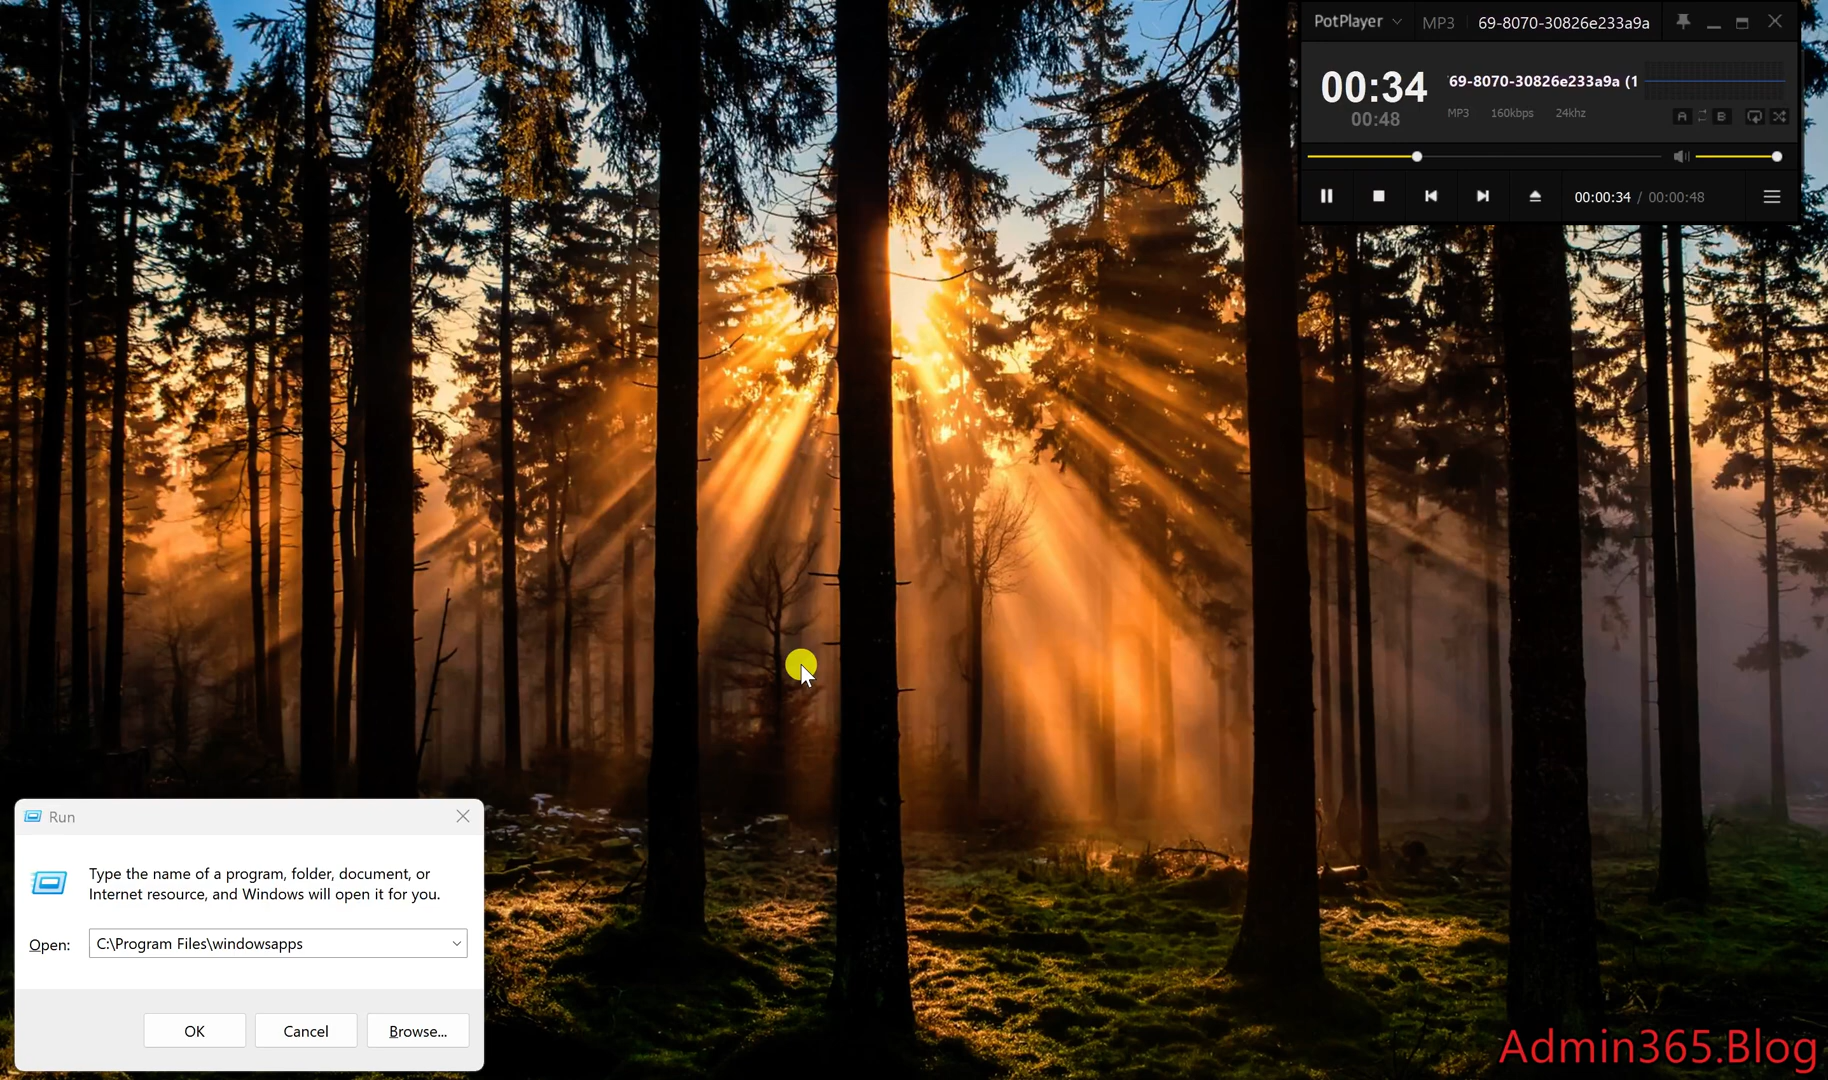 PotPlayer
MP3
69-8070-30826e233a9a
00:34
69-8070-30826e233a9a (1
00:48
MP3
160kbps
24khz
A
B
00:00:34 / 00:00:48
Run
Type the name of a program, folder, document, or
Internet resource, and Windows will open it for you.
Open:
C:\Program Files\windowsapps
OK
Cancel
Browse...
Admin365.Blog